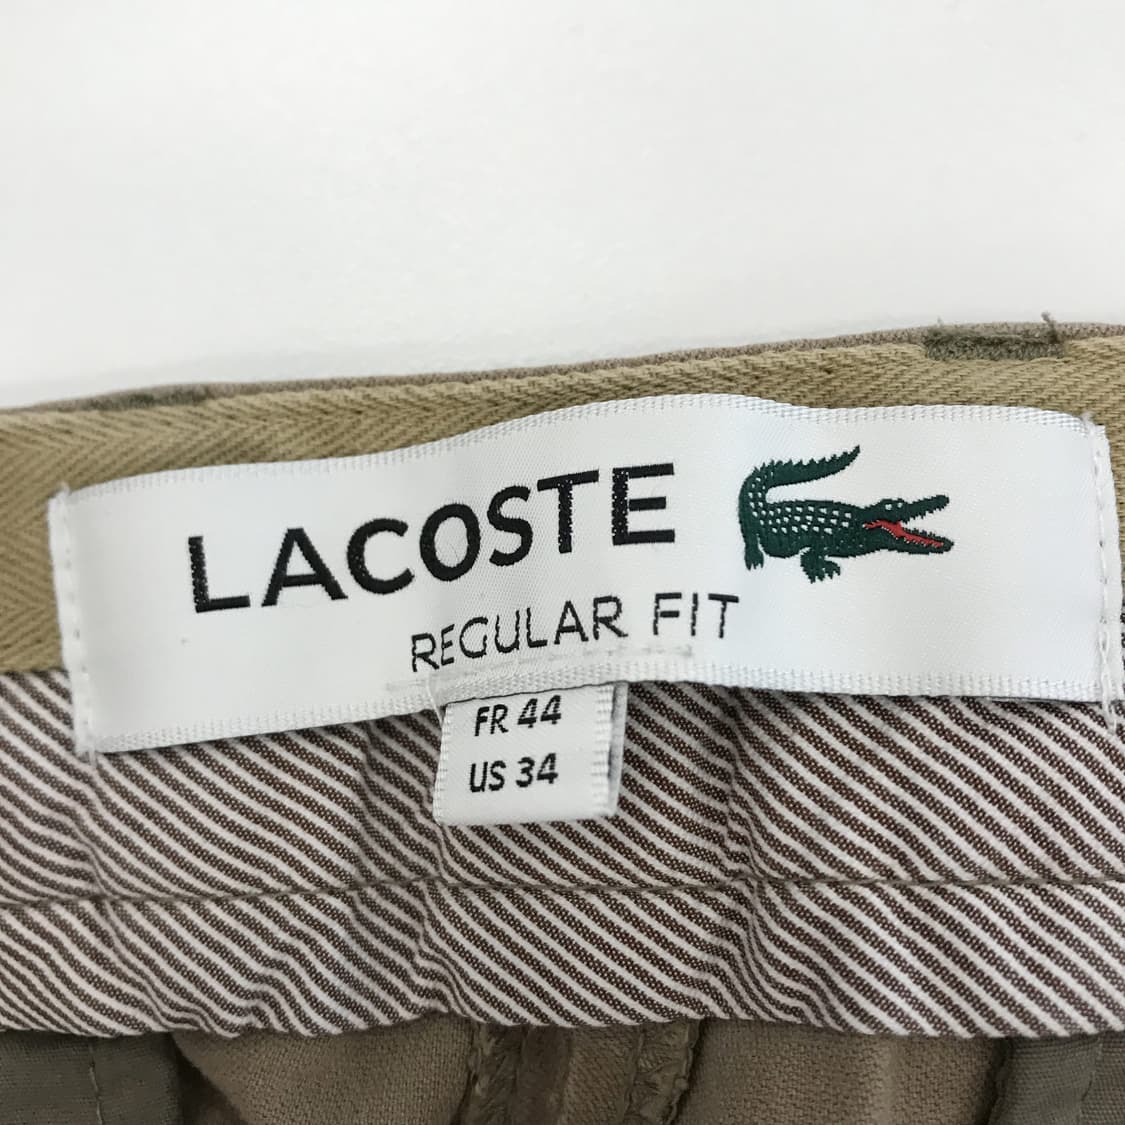 LACOSTE
REGULAR FIT
FR 44
US 34